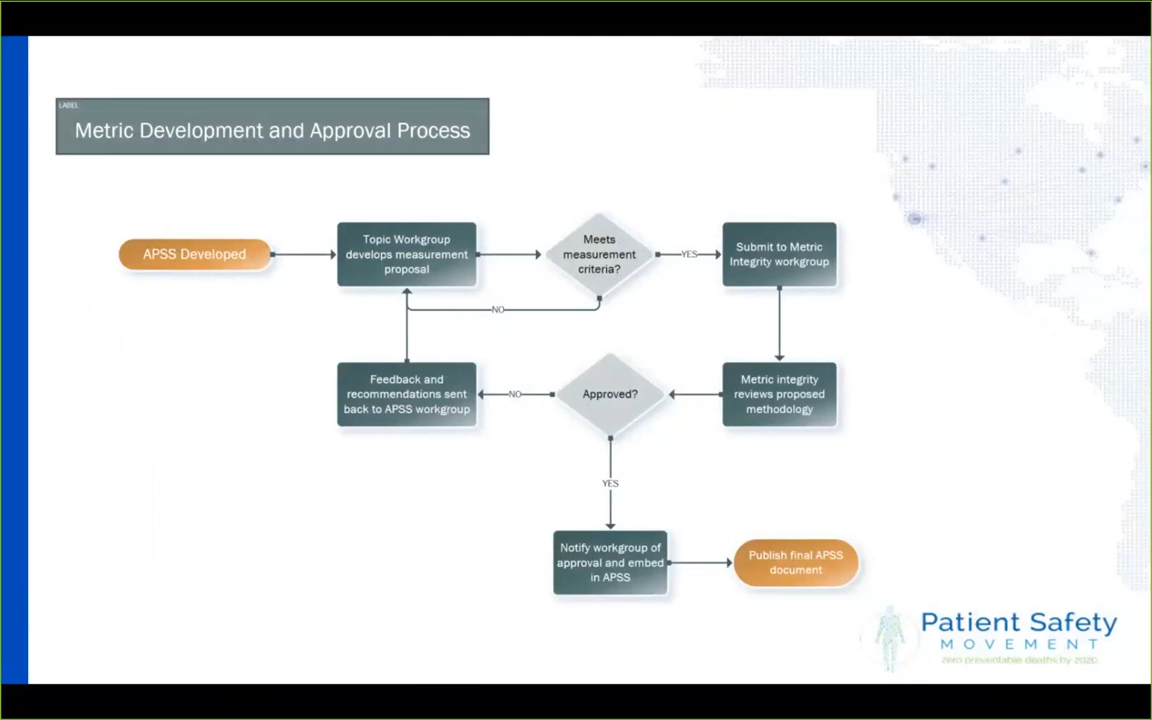 LABEL
Metric Development and Approval Process
APSS Developed
Topic Workgroup
develops measurement
proposal
Meets
measurement
criteria?
YES
Submit to Metric
Integrity workgroup
NO
Feedback and
recommendations sent
back to APSS workgroup
NO
Approved?
Metric integrity
reviews proposed
methodology
YES
Notify workgroup of
approval and embed
in APSS
Publish final APSS
document
Patient Safety
MOVEMENT
zero preventable deaths by 2020